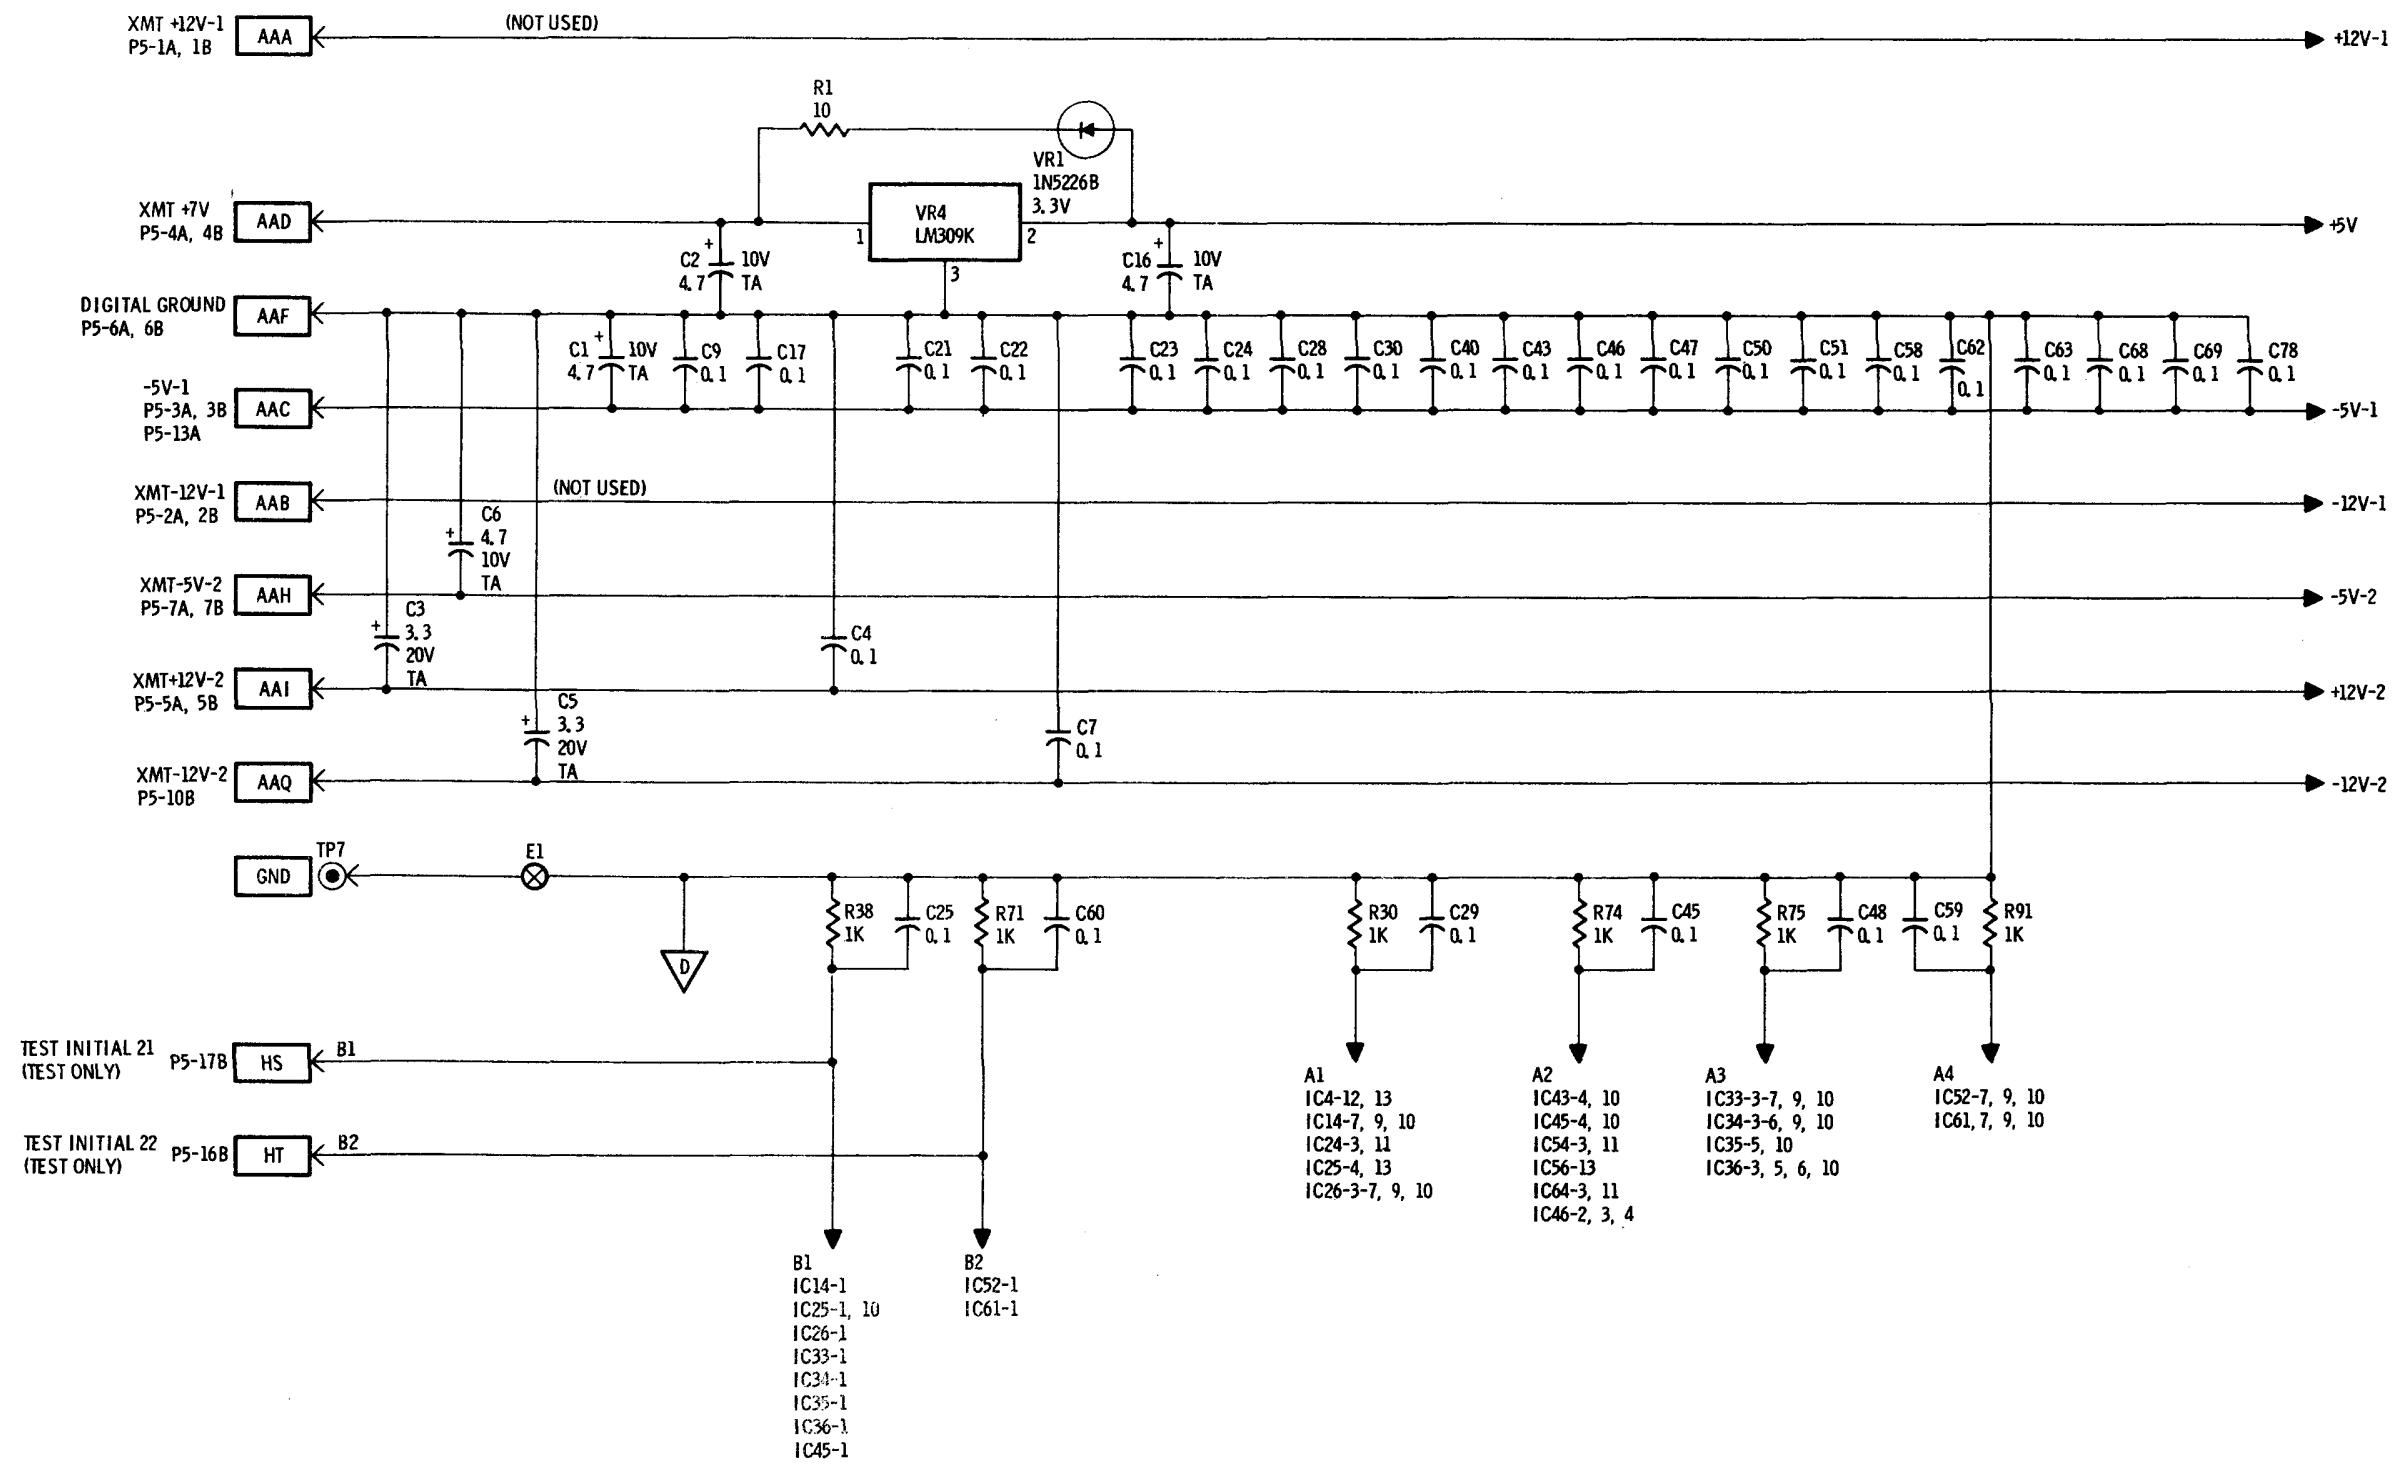 XMT +12V-1
P5-1A, 1B
AAA
(NOT USED)
+12V-1
R1
10
VR1
1N5226B
3.3V
XMT +7V
P5-4A, 4B
AAD
VR4
LM309K
1
2
3
+5V
+
C2
4.7
10V
TA
+
C16
4.7
10V
TA
DIGITAL GROUND
P5-6A, 6B
AAF
+
C1
4.7
10V
TA
C9
0.1
C17
0.1
C21
0.1
C22
0.1
C23
0.1
C24
0.1
C28
0.1
C30
0.1
C40
0.1
C43
0.1
C46
0.1
C47
0.1
C50
0.1
C51
0.1
C58
0.1
C62
0.1
C63
0.1
C68
0.1
C69
0.1
C78
0.1
-5V-1
P5-3A, 3B
P5-13A
AAC
-5V-1
XMT-12V-1
P5-2A, 2B
AAB
(NOT USED)
-12V-1
+
C6
4.7
10V
TA
XMT-5V-2
P5-7A, 7B
AAH
-5V-2
+
C3
3.3
20V
TA
C4
0.1
XMT+12V-2
P5-5A, 5B
AAI
+12V-2
+
C5
3.3
20V
TA
C7
0.1
XMT-12V-2
P5-10B
AAQ
-12V-2
GND
TP7
E1
D
R38
1K
C25
0.1
R71
1K
C60
0.1
R30
1K
C29
0.1
R74
1K
C45
0.1
R75
1K
C48
0.1
C59
0.1
R91
1K
TEST INITIAL 21
(TEST ONLY)
P5-17B
HS
B1
TEST INITIAL 22
(TEST ONLY)
P5-16B
HT
B2
A1
IC4-12, 13
IC14-7, 9, 10
IC24-3, 11
IC25-4, 13
IC26-3-7, 9, 10
A2
IC43-4, 10
IC45-4, 10
IC54-3, 11
IC56-13
IC64-3, 11
IC46-2, 3, 4
A3
IC33-3-7, 9, 10
IC34-3-6, 9, 10
IC35-5, 10
IC36-3, 5, 6, 10
A4
IC52-7, 9, 10
IC61, 7, 9, 10
B1
IC14-1
IC25-1, 10
IC26-1
IC33-1
IC34-1
IC35-1
IC36-1
IC45-1
B2
IC52-1
IC61-1